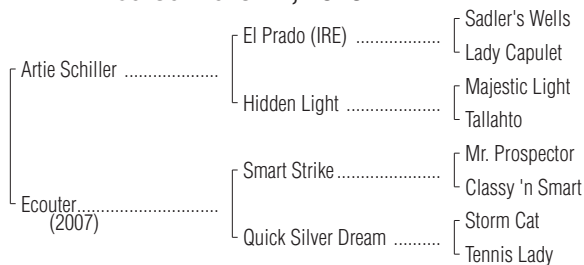 Sadler's Wells
El Prado (IRE) ....................
Lady Capulet
Artie Schiller ....................
Majestic Light
Hidden Light ....................
Tallahto
Mr. Prospector
Smart Strike ......................
Classy 'n Smart
Ecouter..............................
(2007)
Storm Cat
Quick Silver Dream ..........
Tennis Lady